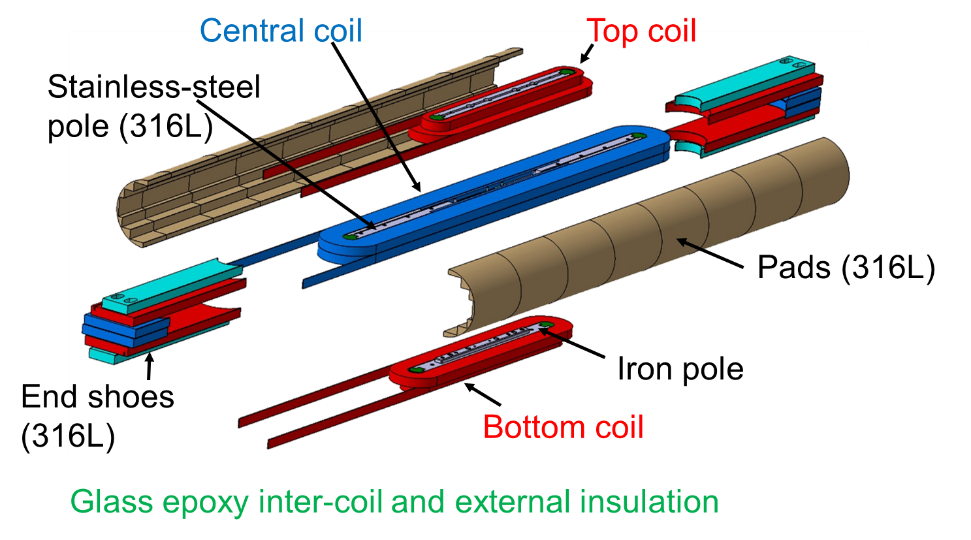 Central coil
Top coil
Stainless-steel
pole (316L)
Pads (316L)
Iron pole
End shoes
(316L)
Bottom coil
Glass epoxy inter-coil and external insulation